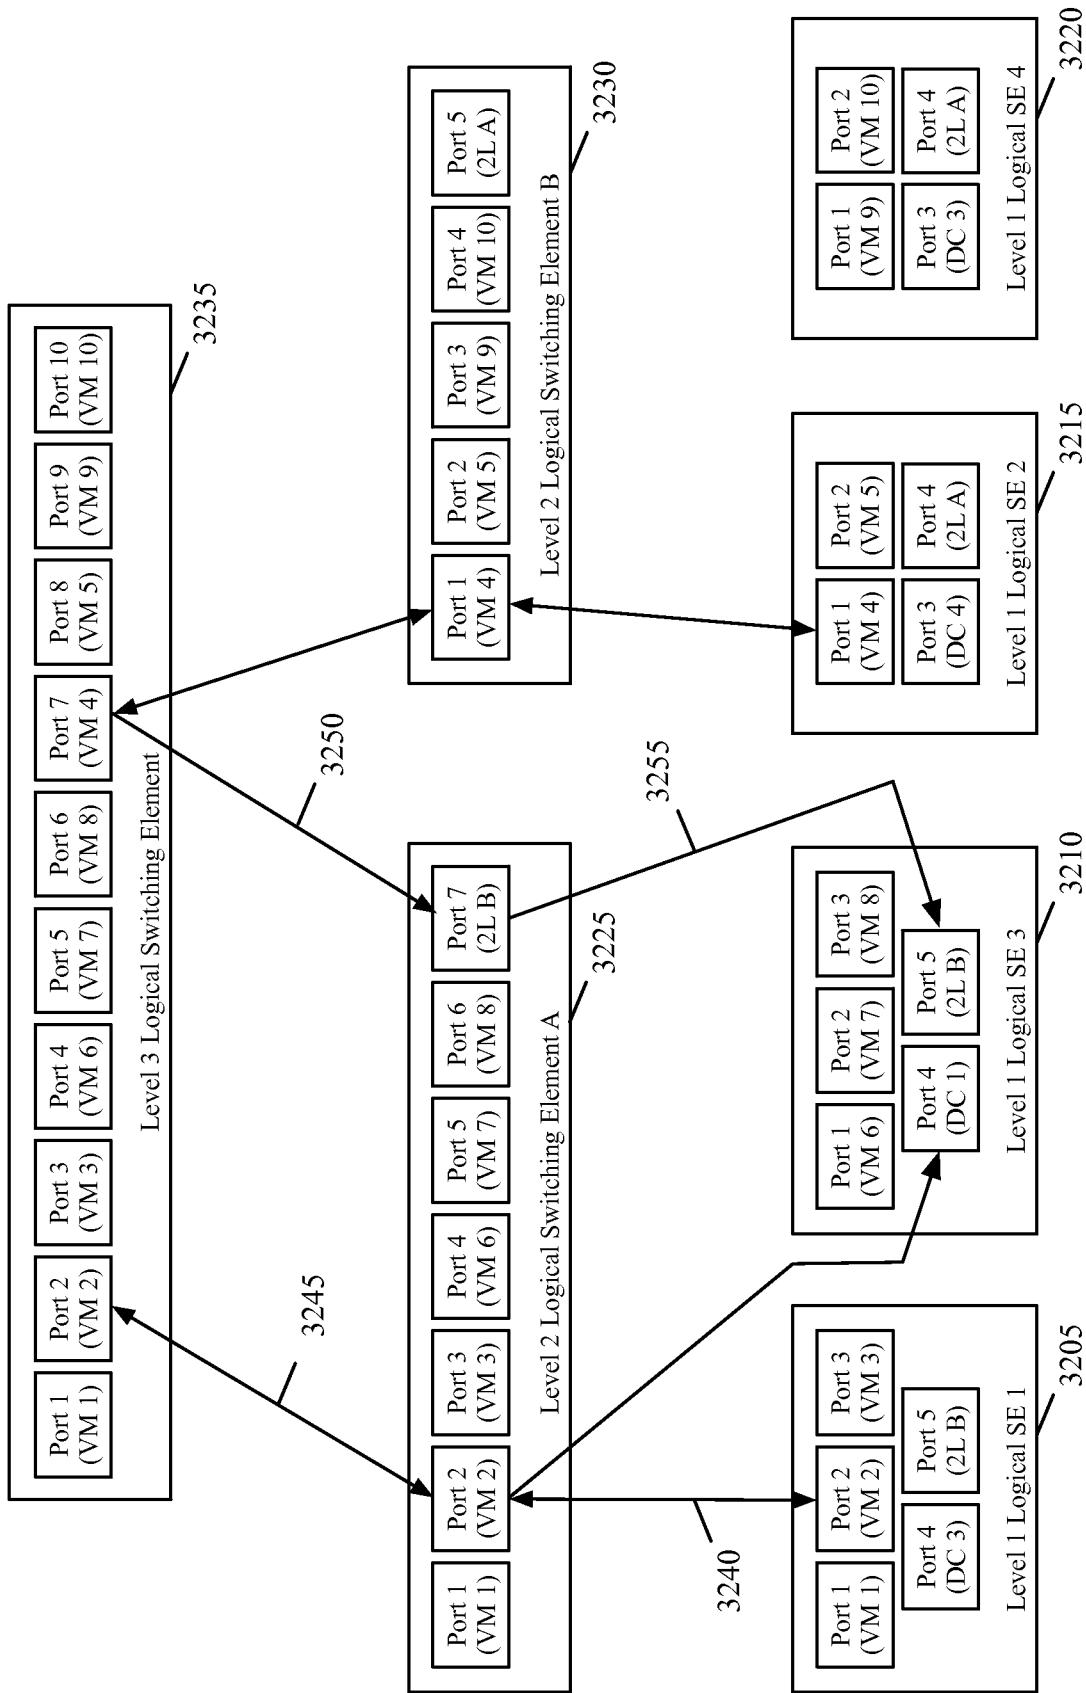 Port 1
(VM 1)
Port 2
(VM 2)
Port 3
(VM 3)
Port 4
(VM 6)
Port 5
(VM 7)
Port 6
(VM 8)
Port 7
(VM 4)
Port 8
(VM 5)
Port 9
(VM 9)
Port 10
(VM 10)
Level 3 Logical Switching Element
3235
3245
3250
Port 1
(VM 1)
Port 2
(VM 2)
Port 3
(VM 3)
Port 4
(VM 6)
Port 5
(VM 7)
Port 6
(VM 8)
Port 7
(2L B)
Level 2 Logical Switching Element A
3225
Port 1
(VM 4)
Port 2
(VM 5)
Port 3
(VM 9)
Port 4
(VM 10)
Port 5
(2L A)
Level 2 Logical Switching Element B
3230
3240
3255
Port 1
(VM 1)
Port 2
(VM 2)
Port 3
(VM 3)
Port 4
(DC 3)
Port 5
(2L B)
Level 1 Logical SE 1
3205
Port 1
(VM 6)
Port 2
(VM 7)
Port 3
(VM 8)
Port 4
(DC 1)
Port 5
(2L B)
Level 1 Logical SE 3
3210
Port 1
(VM 4)
Port 2
(VM 5)
Port 3
(DC 4)
Port 4
(2L A)
Level 1 Logical SE 2
3215
Port 1
(VM 9)
Port 2
(VM 10)
Port 3
(DC 3)
Port 4
(2L A)
Level 1 Logical SE 4
3220